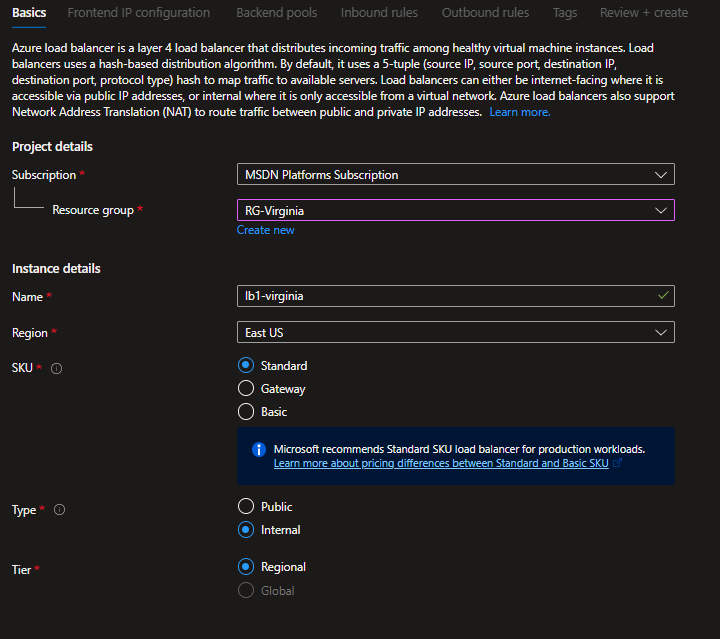 Basics Frontend IP configuration Backend pools Inbound rules Outbound rules Tags Review + create
Azure load balancer is a layer 4 load balancer that distributes incoming traffic among healthy virtual machine instances. Load
balancers uses a hash-based distribution algorithm. By default, it uses a 5-tuple (source IP, source port, destination IP,
destination port, protocol type) hash to map traffic to available servers. Load balancers can either be internet-facing where it is
accessible via public IP addresses, or internal where it is only accessible from a virtual network. Azure load balancers also support
Network Address Translation (NAT) to route traffic between public and private IP addresses. Learn more.
Project details
Subscription * MSDN Platforms Subscription
Resource group * RG-Virginia
Create new
Instance details
Name * lb1-virginia
Region * East US
SKU * Standard
Gateway
Basic
Microsoft recommends Standard SKU load balancer for production workloads.
Learn more about pricing differences between Standard and Basic SKU
Type * Public
Internal
Tier * Regional
Global